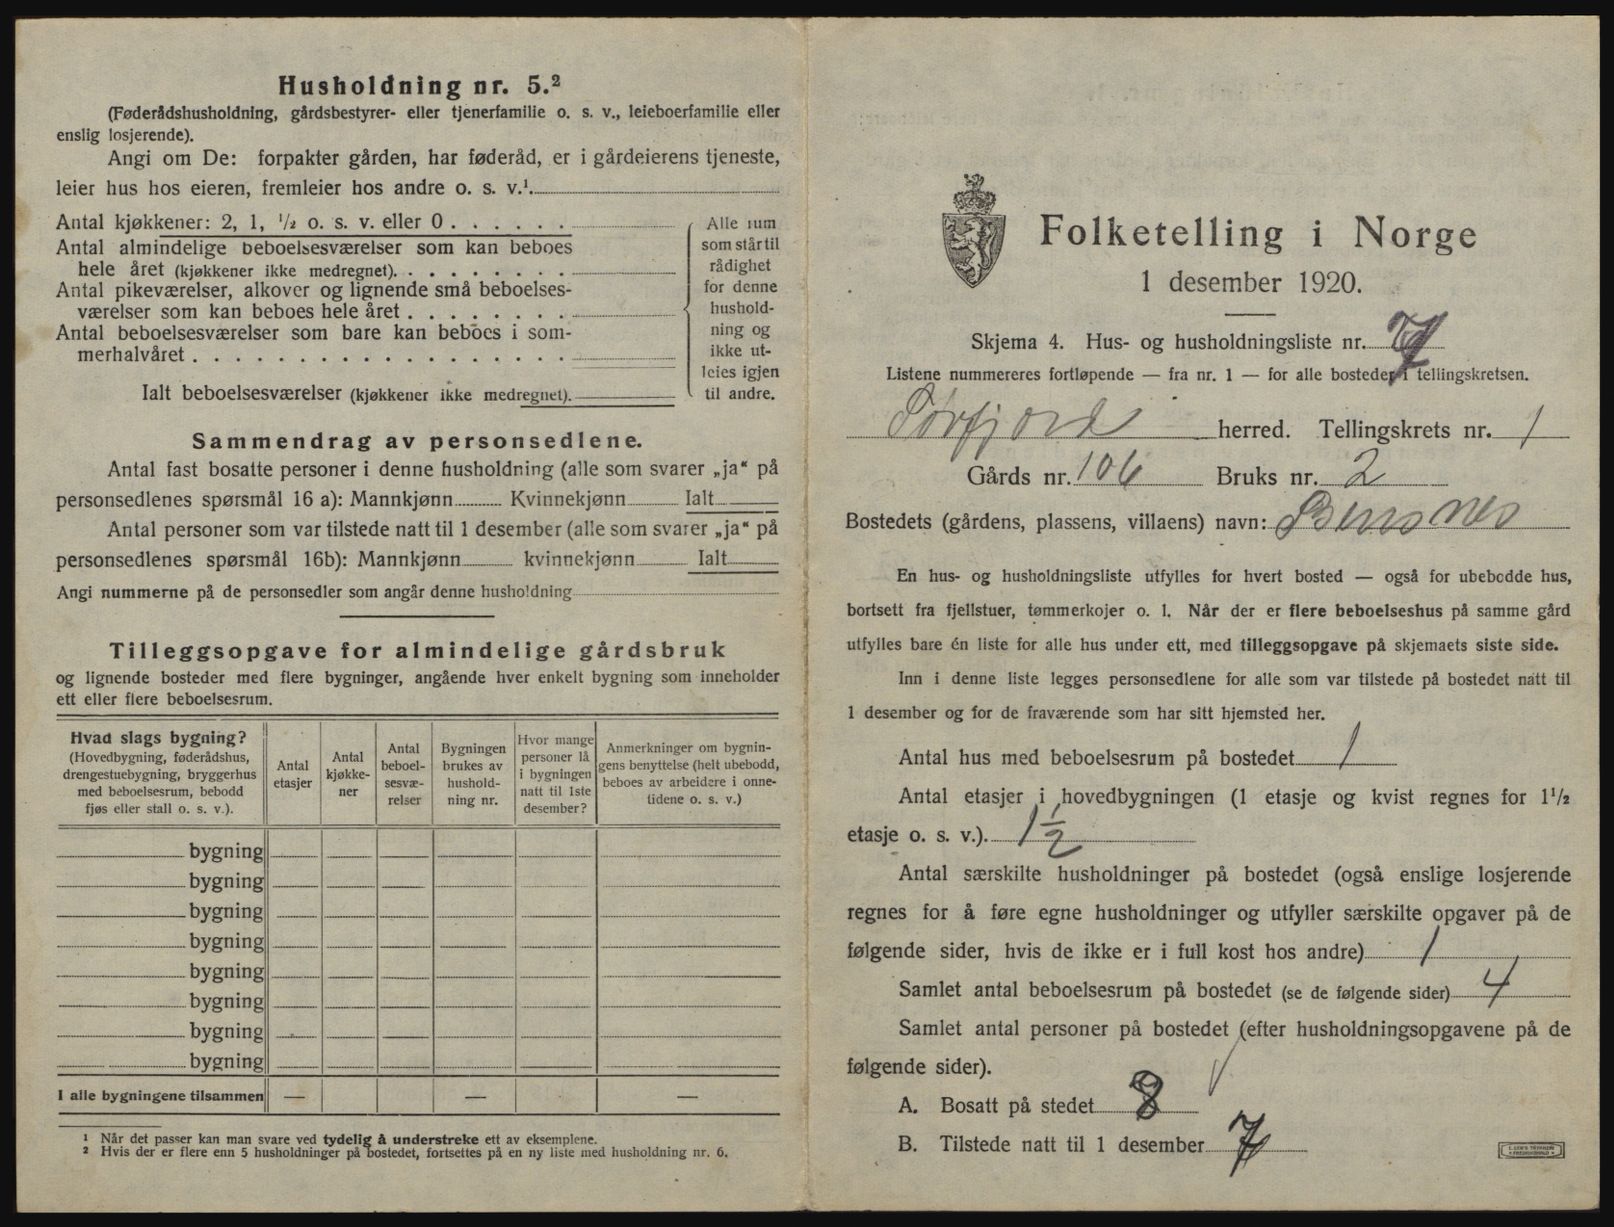 Husholdning nr. 5.²
(Føderådshusholdning, gårdsbestyrer- eller tjenerfamilie o. s. v., leieboerfamilie eller
enslig losjerende).
Angi om De: forpakter gården, har føderåd, er i gårdeierens tjeneste,
leier hus hos eieren, fremleier hos andre o. s. v.¹
Antal kjøkkener: 2, 1, ½ o. s. v. eller 0 . . . . . .
Antal almindelige beboelsesværelser som kan beboes
hele året (kjøkkener ikke medregnet). . . . . . . . .
Antal pikeværelser, alkover og lignende små beboelses-
værelser som kan beboes hele året . . . . . . . .
Antal beboelsesværelser som bare kan beboes i som-
merhalvåret . . . . . . . . . . . . . . . . . .
Ialt beboelsesværelser (kjøkkener ikke medregnet).
Alle rum
som står til
rådighet
for denne
hushold-
ning og
ikke ut-
leies igjen
til andre.
Sammendrag av personsedlene.
Antal fast bosatte personer i denne husholdning (alle som svarer „ja“ på
personsedlenes spørsmål 16 a): Mannkjønn Kvinnekjønn Ialt
Antal personer som var tilstede natt til 1 desember (alle som svarer „ja“ på
personsedlenes spørsmål 16b): Mannkjønn kvinnekjønn Ialt
Angi nummerne på de personsedler som angår denne husholdning
Tilleggsopgave for almindelige gårdsbruk
og lignende bosteder med flere bygninger, angående hver enkelt bygning som inneholder
ett eller flere beboelsesrum.
Hvad slags bygning?
(Hovedbygning, føderådshus,
drengestuebygning, bryggerhus
med beboelsesrum, bebodd
fjøs eller stall o. s. v.).
Antal
etasjer
Antal
kjøkke-
ner
Antal
beboel-
sesvæ-
relser
Bygningen
brukes av
hushold-
ning nr.
Hvor mange
personer lå
i bygningen
natt til 1ste
desember?
Anmerkninger om bygnin-
gens benyttelse (helt ubebodd,
beboes av arbeidere i onne-
tidene o. s. v.)
bygning
bygning
bygning
bygning
bygning
bygning
bygning
bygning
I alle bygningene tilsammen — — —
¹ Når det passer kan man svare ved tydelig å understreke ett av eksemplene.
² Hvis der er flere enn 5 husholdninger på bostedet, fortsettes på en ny liste med husholdning nr. 6.
Folketelling i Norge
1 desember 1920.
Skjema 4. Hus- og husholdningsliste nr. 7
Listene nummereres fortløpende — fra nr. 1 — for alle bosteder i tellingskretsen.
Sørfjord herred. Tellingskrets nr. 1
Gårds nr. 106 Bruks nr. 2
Bostedets (gårdens, plassens, villaens) navn: Bensnes
En hus- og husholdningsliste utfylles for hvert bosted — også for ubebodde hus,
bortsett fra fjellstuer, tømmerkojer o. l. Når der er flere beboelseshus på samme gård
utfylles bare én liste for alle hus under ett, med tilleggsopgave på skjemaets siste side.
Inn i denne liste legges personsedlene for alle som var tilstede på bostedet natt til
1 desember og for de fraværende som har sitt hjemsted her.
Antal hus med beboelsesrum på bostedet 1
Antal etasjer i hovedbygningen (1 etasje og kvist regnes for 1½
etasje o. s. v.). 1½
Antal særskilte husholdninger på bostedet (også enslige losjerende
regnes for å føre egne husholdninger og utfyller særskilte opgaver på de
følgende sider, hvis de ikke er i full kost hos andre) 1
Samlet antal beboelsesrum på bostedet (se de følgende sider) 4
Samlet antal personer på bostedet (efter husholdningsopgavene på de
følgende sider).
A. Bosatt på stedet 8
B. Tilstede natt til 1 desember 7